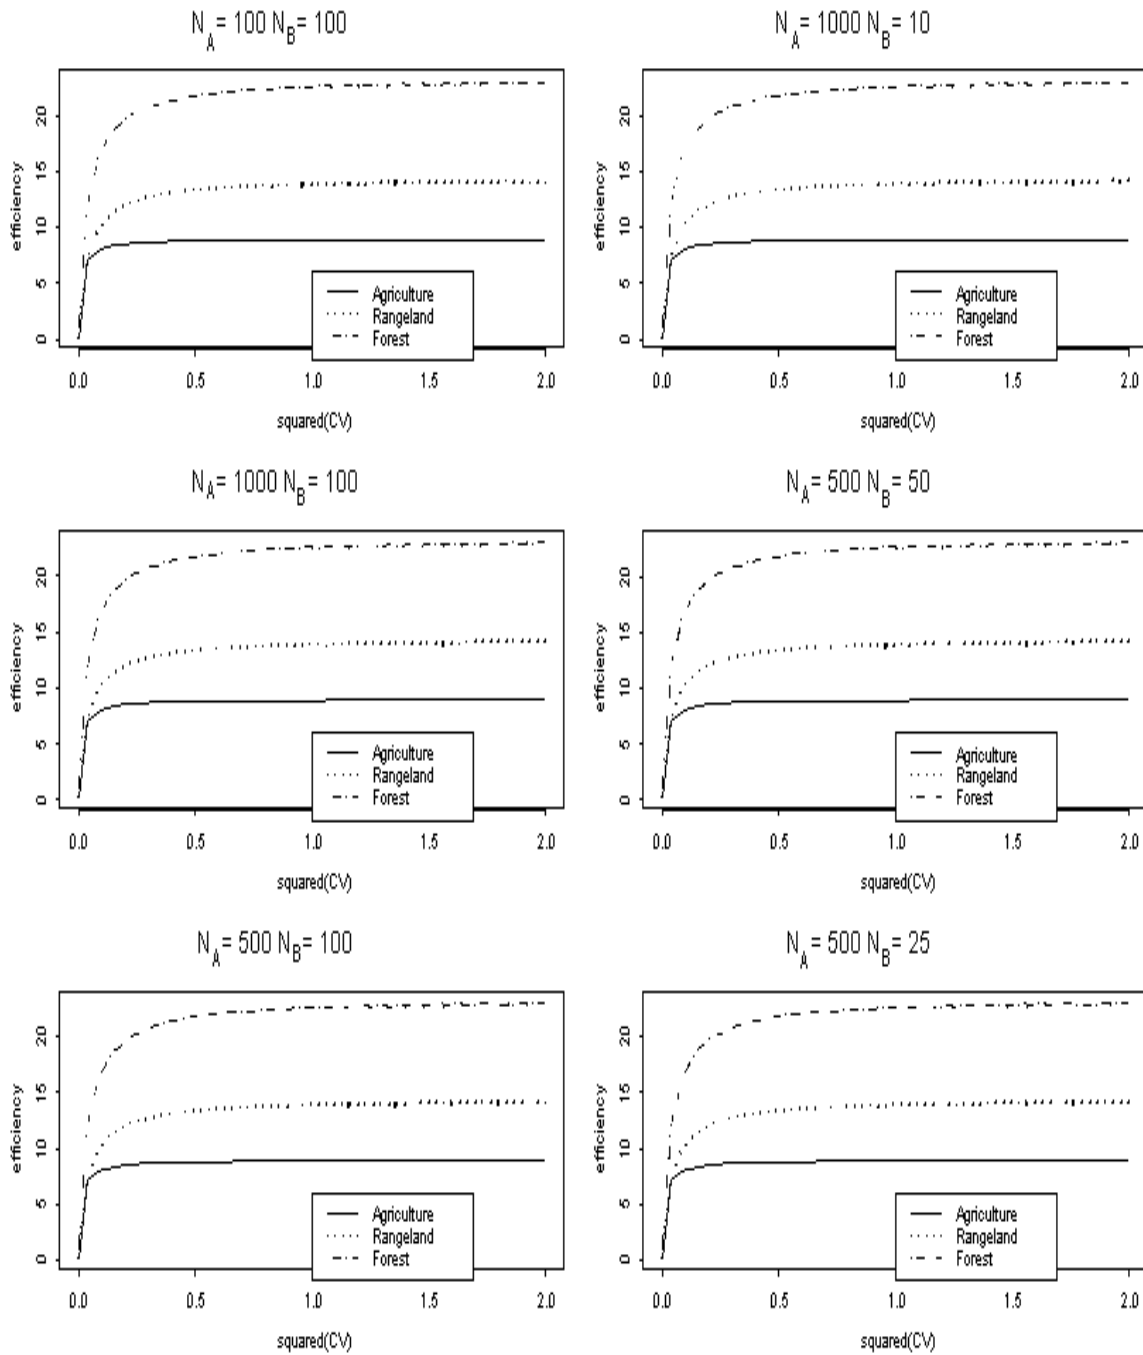 N_A= 100 N_B= 100
efficiency
20
15
10
5
0
Agriculture
Rangeland
Forest
0.0 0.5 1.0 1.5 2.0
squared(CV)
N_A= 1000 N_B= 10
efficiency
20
15
10
5
0
Agriculture
Rangeland
Forest
0.0 0.5 1.0 1.5 2.0
squared(CV)
N_A= 1000 N_B= 100
efficiency
20
15
10
5
0
Agriculture
Rangeland
Forest
0.0 0.5 1.0 1.5 2.0
squared(CV)
N_A= 500 N_B= 50
efficiency
20
15
10
5
0
Agriculture
Rangeland
Forest
0.0 0.5 1.0 1.5 2.0
squared(CV)
N_A= 500 N_B= 100
efficiency
20
15
10
5
0
Agriculture
Rangeland
Forest
0.0 0.5 1.0 1.5 2.0
squared(CV)
N_A= 500 N_B= 25
efficiency
20
15
10
5
0
Agriculture
Rangeland
Forest
0.0 0.5 1.0 1.5 2.0
squared(CV)